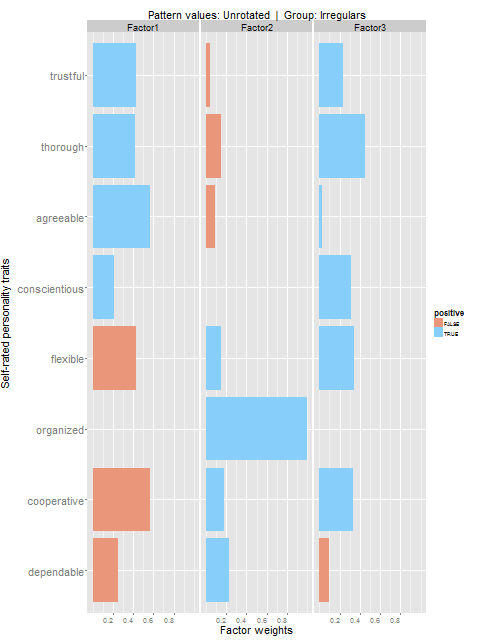 Pattern values: Unrotated | Group: Irregulars
Factor1 Factor2 Factor3
trustful
thorough
agreeable
conscientious
flexible
organized
cooperative
dependable
Self-rated personality traits
0.2 0.4 0.6 0.8 0.2 0.4 0.6 0.8 0.2 0.4 0.6 0.8
Factor weights
positive
FALSE
TRUE